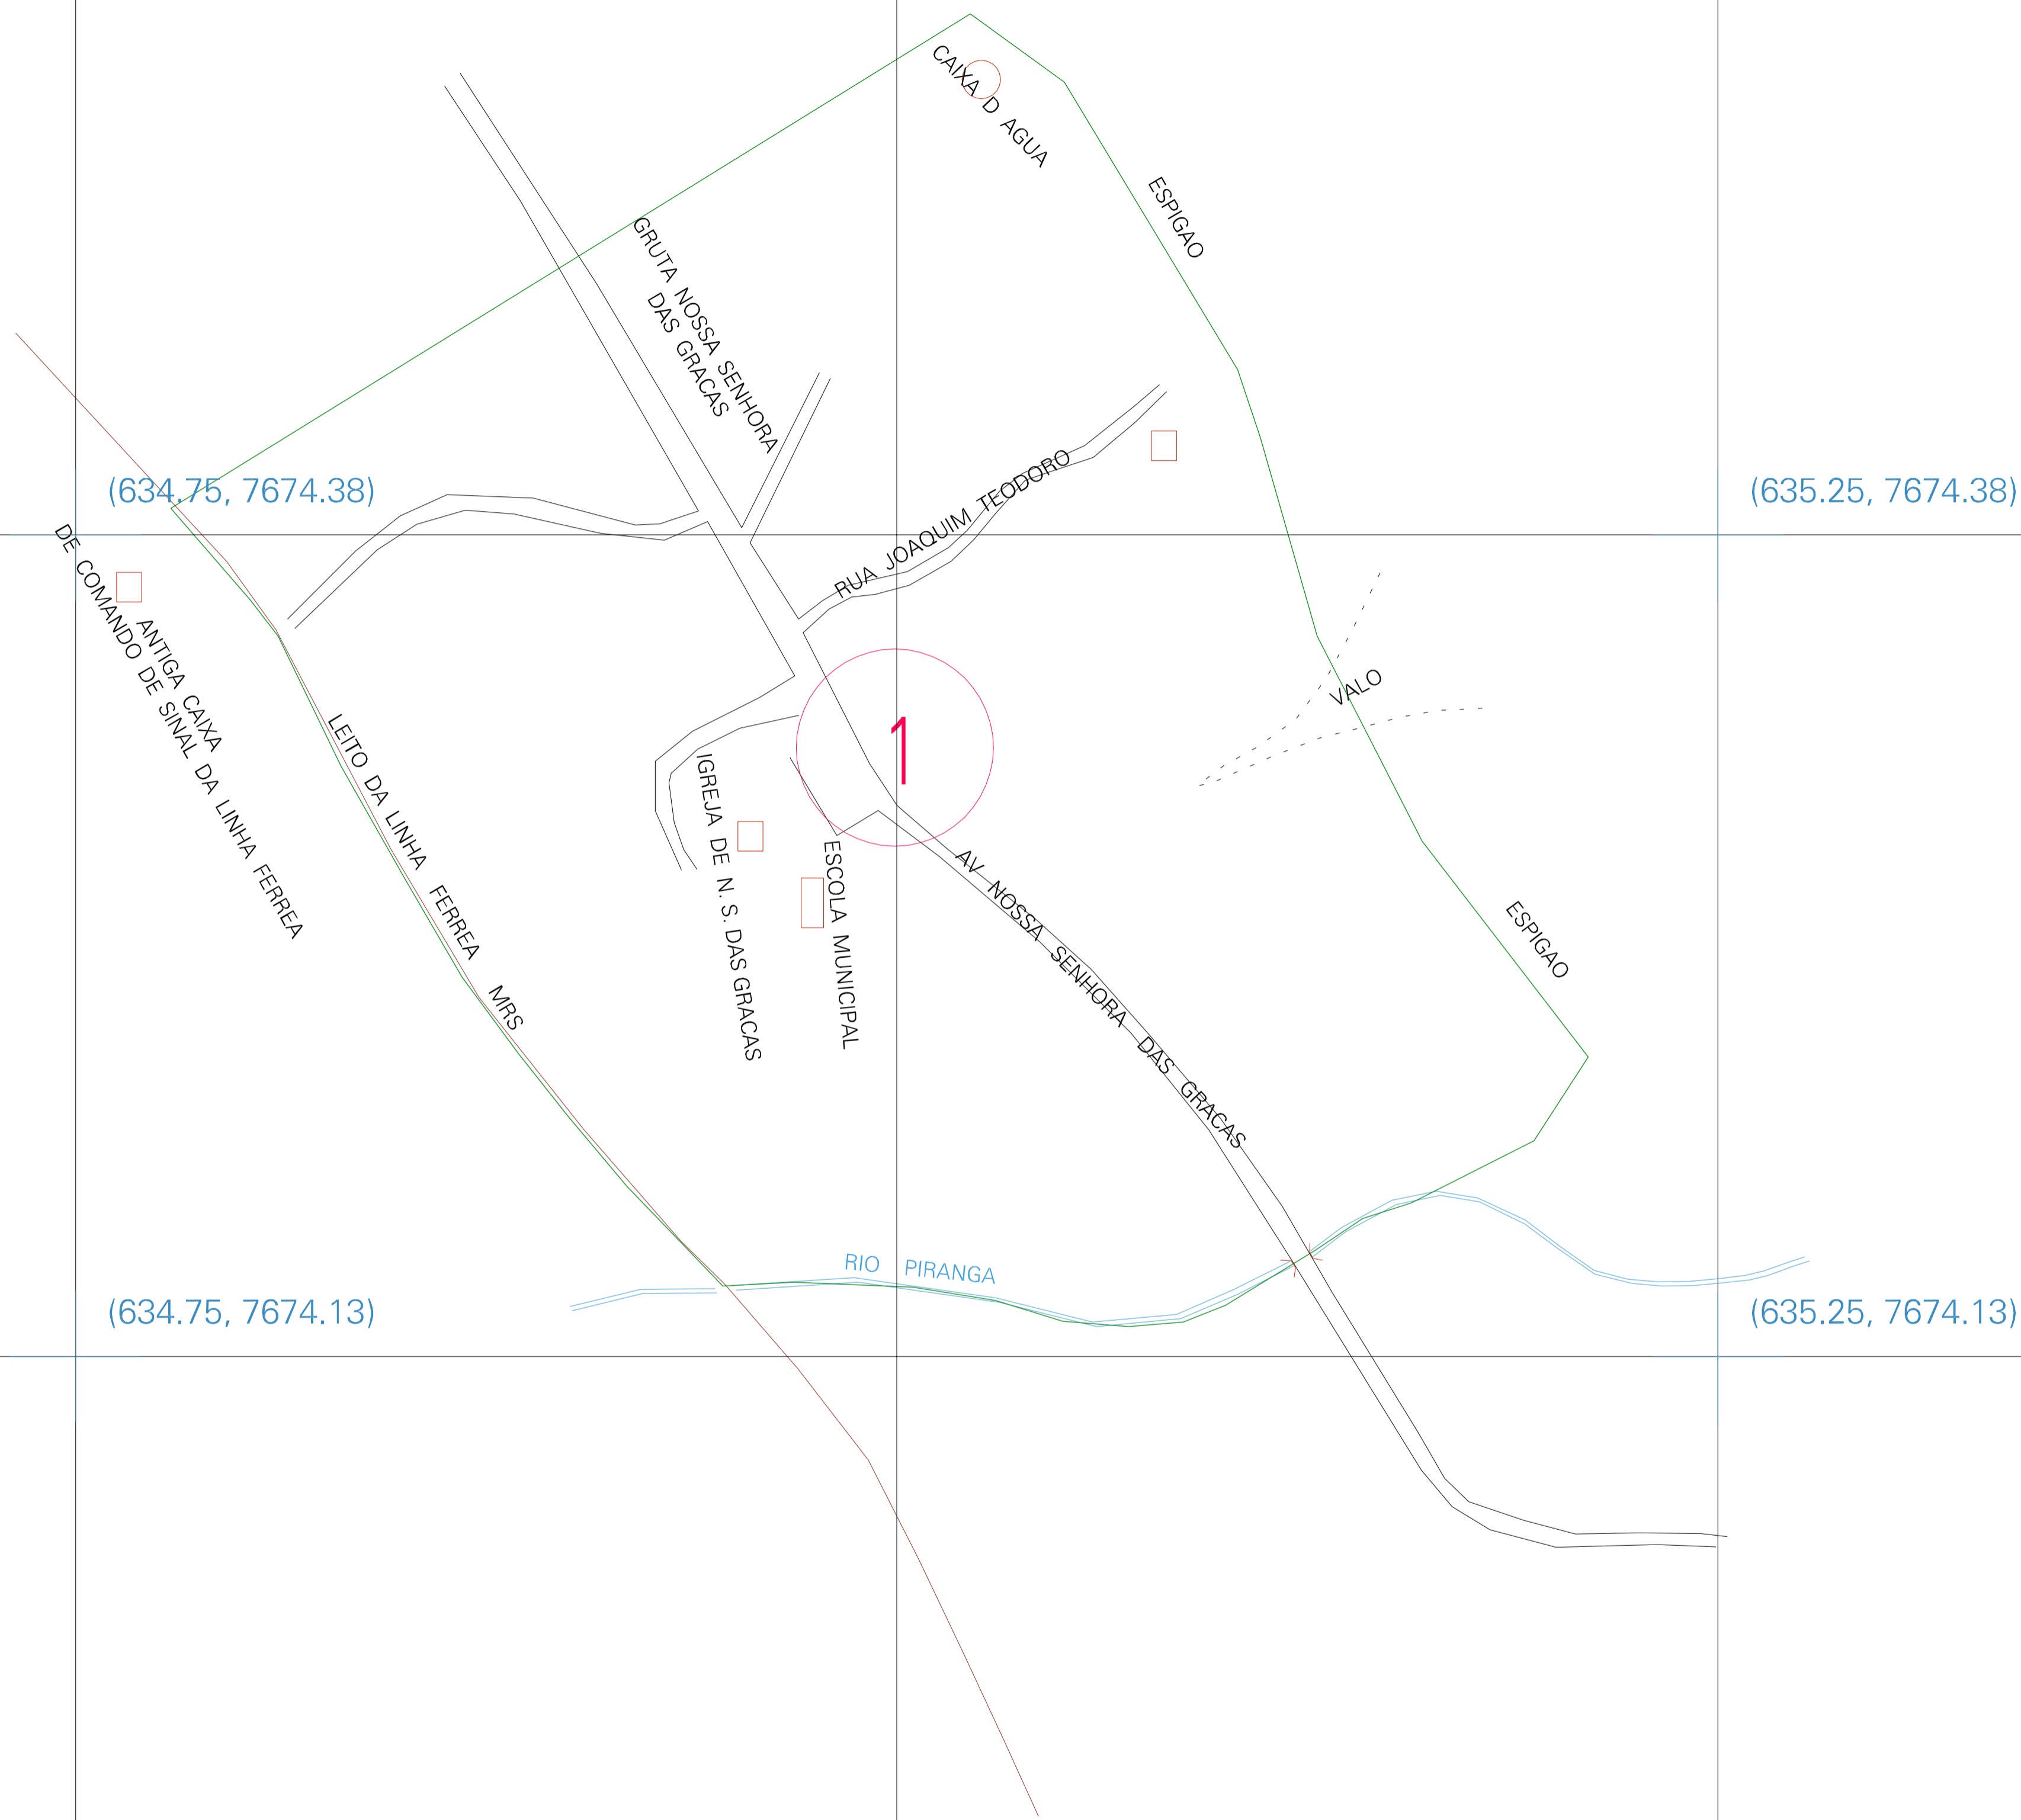 CAIXA D AGUA
ESPIGAO
GRUTA NOSSA SENHORA
DAS GRACAS
RUA JOAQUIM TEODORO
(634.75, 7674.38)
(635.25, 7674.38)
ANTIGA CAIXA
DE COMANDO DE SINAL DA LINHA FERREA
VALO
1
LEITO DA LINHA FERREA MRS
IGREJA DE N. S. DAS GRACAS
ESCOLA MUNICIPAL
AV NOSSA SENHORA DAS GRACAS
ESPIGAO
RIO PIRANGA
(634.75, 7674.13)
(635.25, 7674.13)